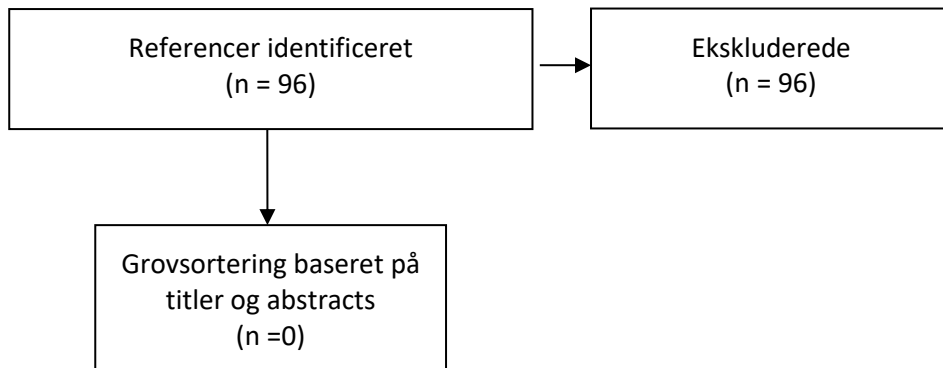 Referencer identificeret
(n = 96)
Ekskluderede
(n = 96)
Grovsortering baseret på
titler og abstracts
(n =0)